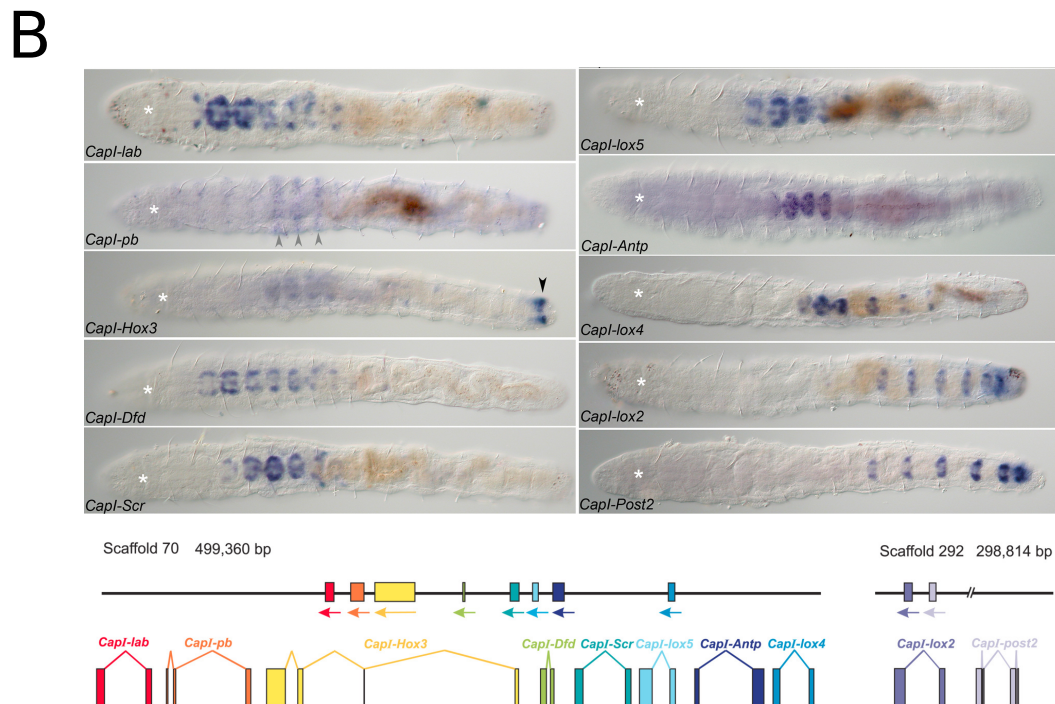 B
CapI-lab
CapI-pb
CapI-Hox3
CapI-Dfd
CapI-Scr
CapI-lox5
CapI-Antp
CapI-lox4
CapI-lox2
CapI-Post2
Scaffold 70 499,360 bp
Scaffold 292 298,814 bp
CapI-lab CapI-pb CapI-Hox3 CapI-Dfd CapI-Scr CapI-lox5 CapI-Antp CapI-lox4 CapI-lox2 CapI-post2